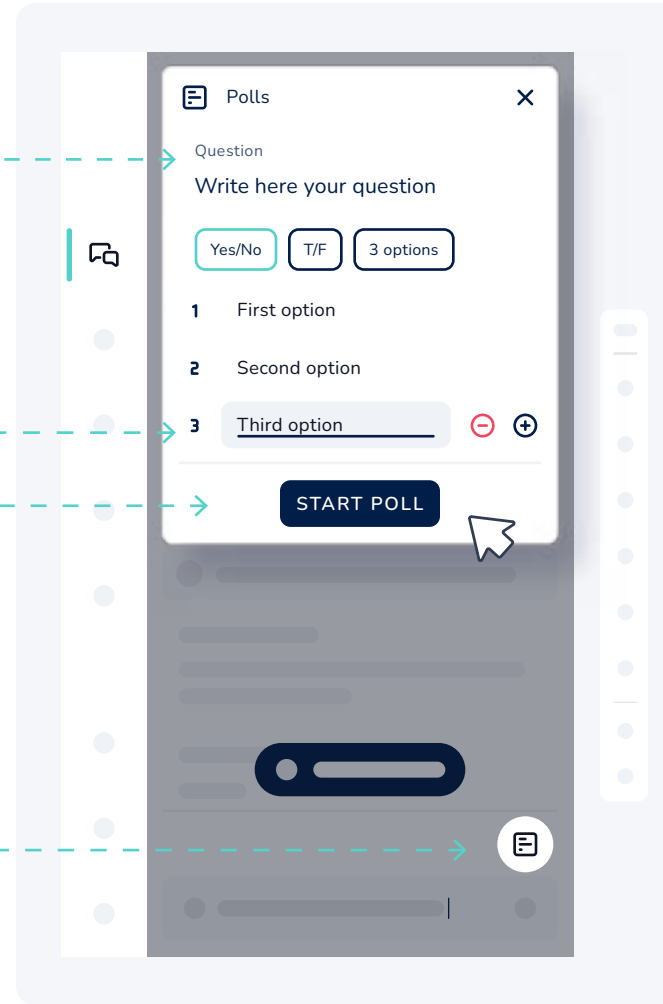 Polls
Question
Write here your question
Yes/No T/F 3 options
1 First option
2 Second option
3 Third option
START POLL